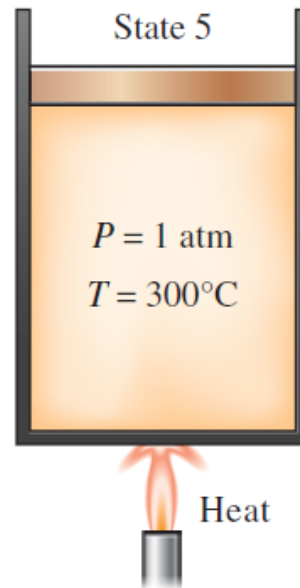 State 5
P = 1 atm
T = 300°C
Heat